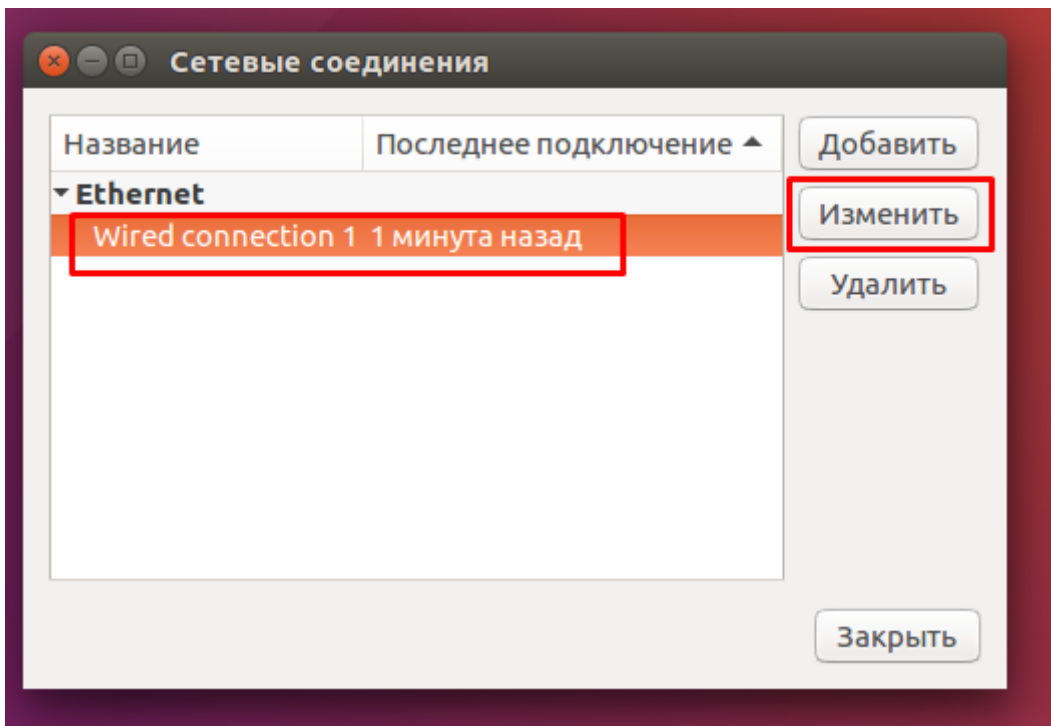 Сетевые соединения
Название Последнее подключение
Добавить
Ethernet
Изменить
Wired connection 1 1 минута назад
Удалить
Закрыть